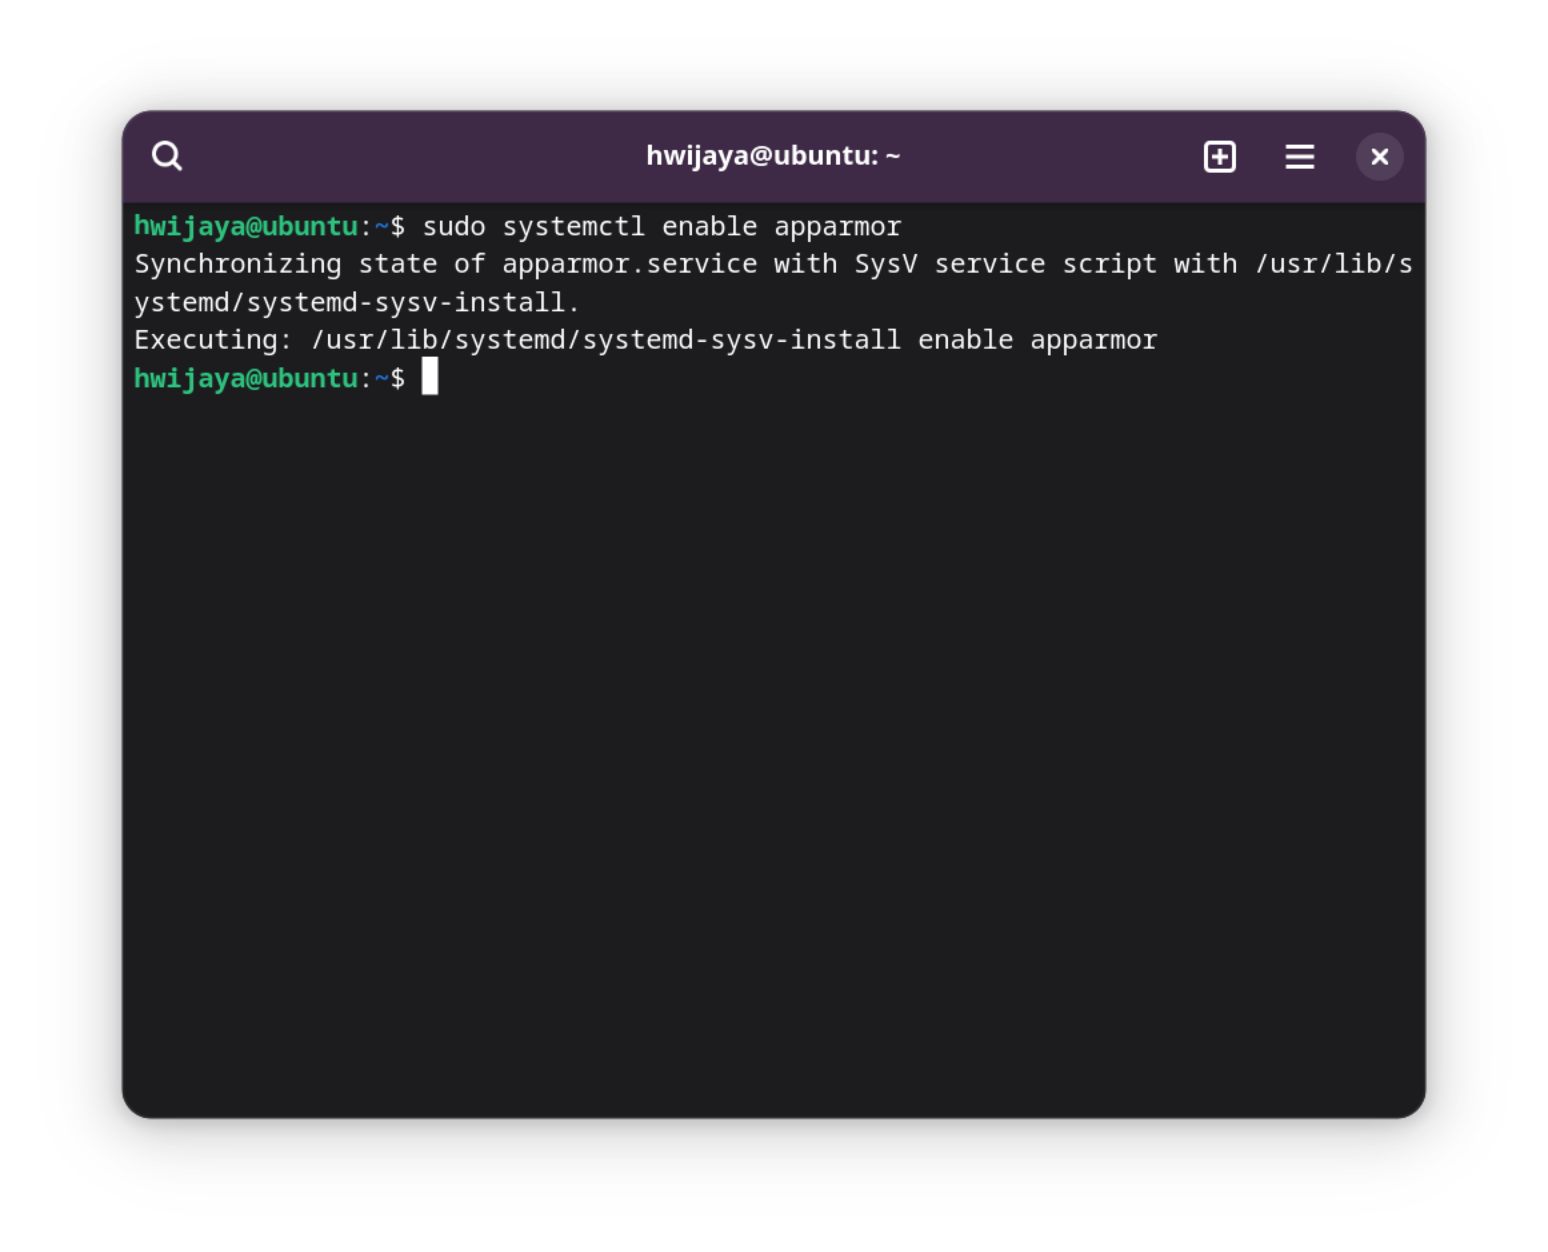 hwijaya@ubuntu: ~
hwijaya@ubuntu:~$ sudo systemctl enable apparmor
Synchronizing state of apparmor.service with SysV service script with /usr/lib/s
ystemd/systemd-sysv-install.
Executing: /usr/lib/systemd/systemd-sysv-install enable apparmor
hwijaya@ubuntu:~$